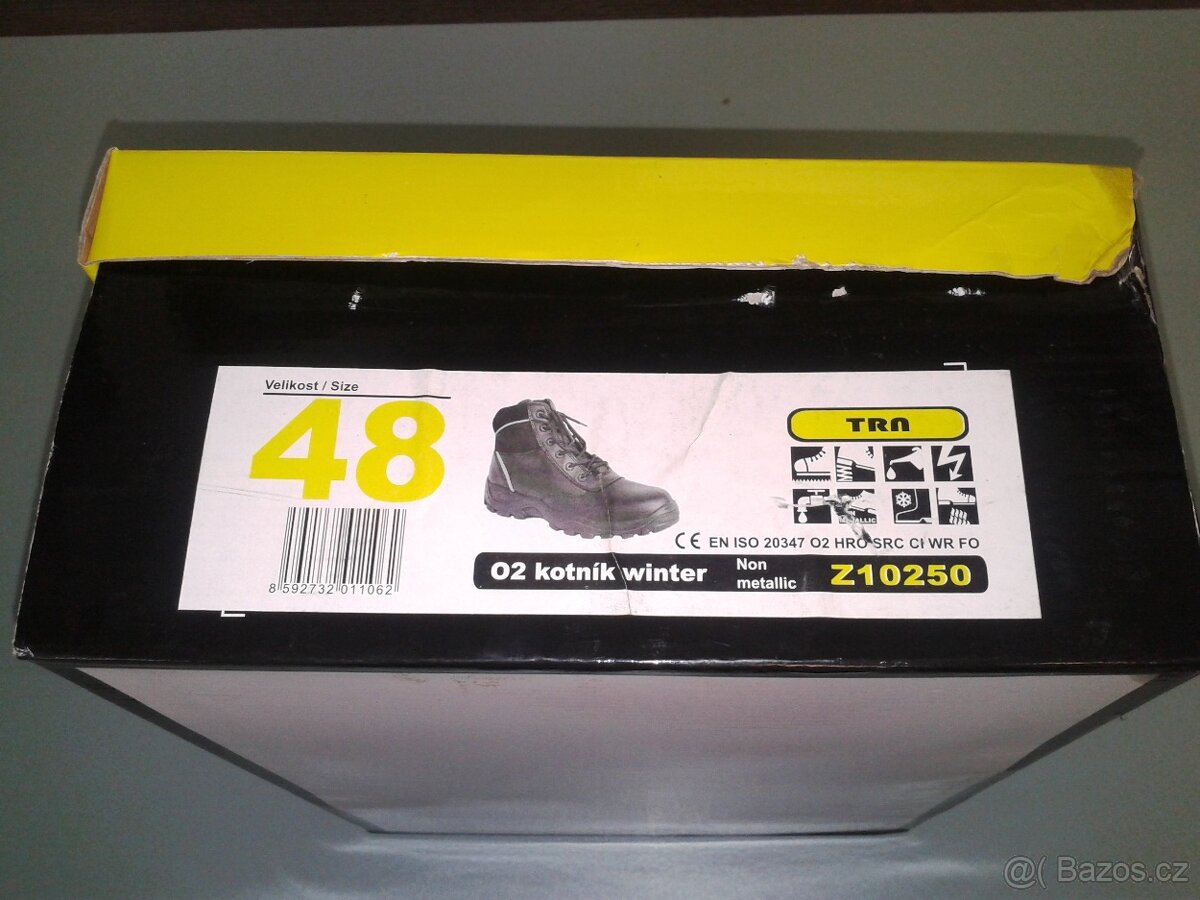 Velikost / Size
48
8 592732 011062
TRN
METALLIC
CE EN ISO 20347 O2 HRO SRC CI WR FO
O2 kotník winter
Non
metallic
Z10250
@( Bazos.cz